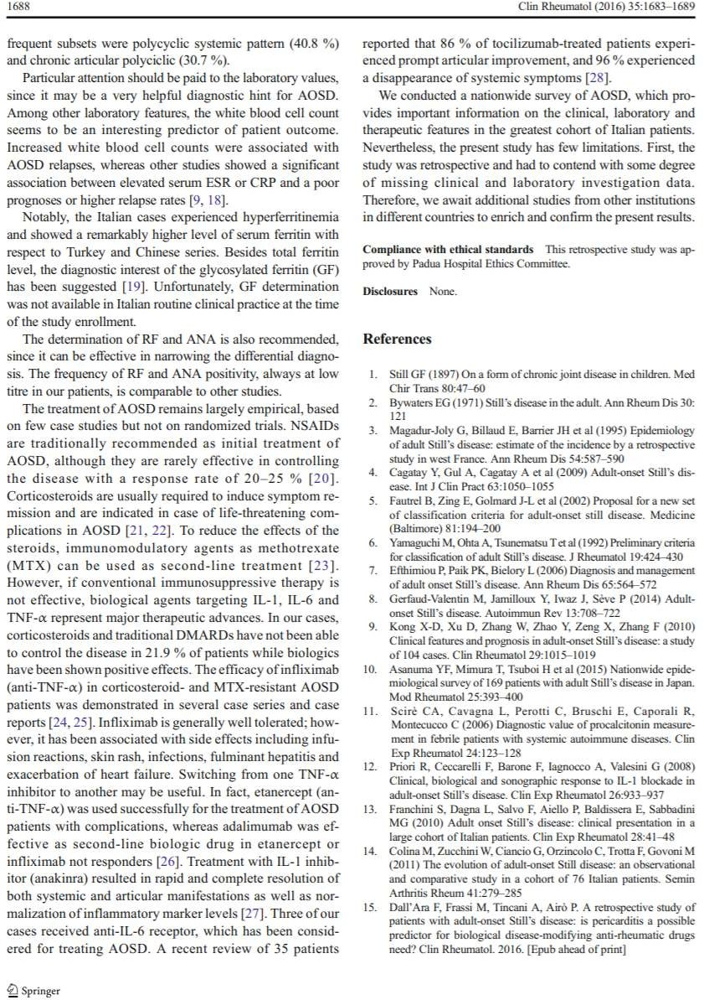 1688
Clin Rheumatol (2016) 35:1683–1689
frequent subsets were polycyclic systemic pattern (40.8 %)
and chronic articular polyciclic (30.7 %).
Particular attention should be paid to the laboratory values,
since it may be a very helpful diagnostic hint for AOSD.
Among other laboratory features, the white blood cell count
seems to be an interesting predictor of patient outcome.
Increased white blood cell counts were associated with
AOSD relapses, whereas other studies showed a significant
association between elevated serum ESR or CRP and a poor
prognoses or higher relapse rates [9, 18].
Notably, the Italian cases experienced hyperferritinemia
and showed a remarkably higher level of serum ferritin with
respect to Turkey and Chinese series. Besides total ferritin
level, the diagnostic interest of the glycosylated ferritin (GF)
has been suggested [19]. Unfortunately, GF determination
was not available in Italian routine clinical practice at the time
of the study enrollment.
The determination of RF and ANA is also recommended,
since it can be effective in narrowing the differential diagno-
sis. The frequency of RF and ANA positivity, always at low
titre in our patients, is comparable to other studies.
The treatment of AOSD remains largely empirical, based
on few case studies but not on randomized trials. NSAIDs
are traditionally recommended as initial treatment of
AOSD, although they are rarely effective in controlling
the disease with a response rate of 20–25 % [20].
Corticosteroids are usually required to induce symptom re-
mission and are indicated in case of life-threatening com-
plications in AOSD [21, 22]. To reduce the effects of the
steroids, immunomodulatory agents as methotrexate
(MTX) can be used as second-line treatment [23].
However, if conventional immunosuppressive therapy is
not effective, biological agents targeting IL-1, IL-6 and
TNF-α represent major therapeutic advances. In our cases,
corticosteroids and traditional DMARDs have not been able
to control the disease in 21.9 % of patients while biologics
have been shown positive effects. The efficacy of infliximab
(anti-TNF-α) in corticosteroid- and MTX-resistant AOSD
patients was demonstrated in several case series and case
reports [24, 25]. Infliximab is generally well tolerated; how-
ever, it has been associated with side effects including infu-
sion reactions, skin rash, infections, fulminant hepatitis and
exacerbation of heart failure. Switching from one TNF-α
inhibitor to another may be useful. In fact, etanercept (an-
ti-TNF-α) was used successfully for the treatment of AOSD
patients with complications, whereas adalimumab was ef-
fective as second-line biologic drug in etanercept or
infliximab not responders [26]. Treatment with IL-1 inhib-
itor (anakinra) resulted in rapid and complete resolution of
both systemic and articular manifestations as well as nor-
malization of inflammatory marker levels [27]. Three of our
cases received anti-IL-6 receptor, which has been consid-
ered for treating AOSD. A recent review of 35 patients
reported that 86 % of tocilizumab-treated patients experi-
enced prompt articular improvement, and 96 % experienced
a disappearance of systemic symptoms [28].
We conducted a nationwide survey of AOSD, which pro-
vides important information on the clinical, laboratory and
therapeutic features in the greatest cohort of Italian patients.
Nevertheless, the present study has few limitations. First, the
study was retrospective and had to contend with some degree
of missing clinical and laboratory investigation data.
Therefore, we await additional studies from other institutions
in different countries to enrich and confirm the present results.
Compliance with ethical standards This retrospective study was ap-
proved by Padua Hospital Ethics Committee.
Disclosures None.
References
1. Still GF (1897) On a form of chronic joint disease in children. Med
Chir Trans 80:47–60
2. Bywaters EG (1971) Still's disease in the adult. Ann Rheum Dis 30:
121
3. Magadur-Joly G, Billaud E, Barrier JH et al (1995) Epidemiology
of adult Still's disease: estimate of the incidence by a retrospective
study in west France. Ann Rheum Dis 54:587–590
4. Cagatay Y, Gul A, Cagatay A et al (2009) Adult-onset Still's dis-
ease. Int J Clin Pract 63:1050–1055
5. Fautrel B, Zing E, Golmard J-L et al (2002) Proposal for a new set
of classification criteria for adult-onset still disease. Medicine
(Baltimore) 81:194–200
6. Yamaguchi M, Ohta A, Tsunematsu T et al (1992) Preliminary criteria
for classification of adult Still's disease. J Rheumatol 19:424–430
7. Efthimiou P, Paik PK, Bielory L (2006) Diagnosis and management
of adult onset Still's disease. Ann Rheum Dis 65:564–572
8. Gerfaud-Valentin M, Jamilloux Y, Iwaz J, Sève P (2014) Adult-
onset Still's disease. Autoimmun Rev 13:708–722
9. Kong X-D, Xu D, Zhang W, Zhao Y, Zeng X, Zhang F (2010)
Clinical features and prognosis in adult-onset Still's disease: a study
of 104 cases. Clin Rheumatol 29:1015–1019
10. Asanuma YF, Mimura T, Tsuboi H et al (2015) Nationwide epide-
miological survey of 169 patients with adult Still's disease in Japan.
Mod Rheumatol 25:393–400
11. Scirè CA, Cavagna L, Perotti C, Bruschi E, Caporali R,
Montecucco C (2006) Diagnostic value of procalcitonin measure-
ment in febrile patients with systemic autoimmune diseases. Clin
Exp Rheumatol 24:123–128
12. Priori R, Ceccarelli F, Barone F, Iagnocco A, Valesini G (2008)
Clinical, biological and sonographic response to IL-1 blockade in
adult-onset Still's disease. Clin Exp Rheumatol 26:933–937
13. Franchini S, Dagna L, Salvo F, Aiello P, Baldissera E, Sabbadini
MG (2010) Adult onset Still's disease: clinical presentation in a
large cohort of Italian patients. Clin Exp Rheumatol 28:41–48
14. Colina M, Zucchini W, Ciancio G, Orzincolo C, Trotta F, Govoni M
(2011) The evolution of adult-onset Still disease: an observational
and comparative study in a cohort of 76 Italian patients. Semin
Arthritis Rheum 41:279–285
15. Dall'Ara F, Frassi M, Tincani A, Airò P. A retrospective study of
patients with adult-onset Still's disease: is pericarditis a possible
predictor for biological disease-modifying anti-rheumatic drugs
need? Clin Rheumatol. 2016. [Epub ahead of print]
Springer